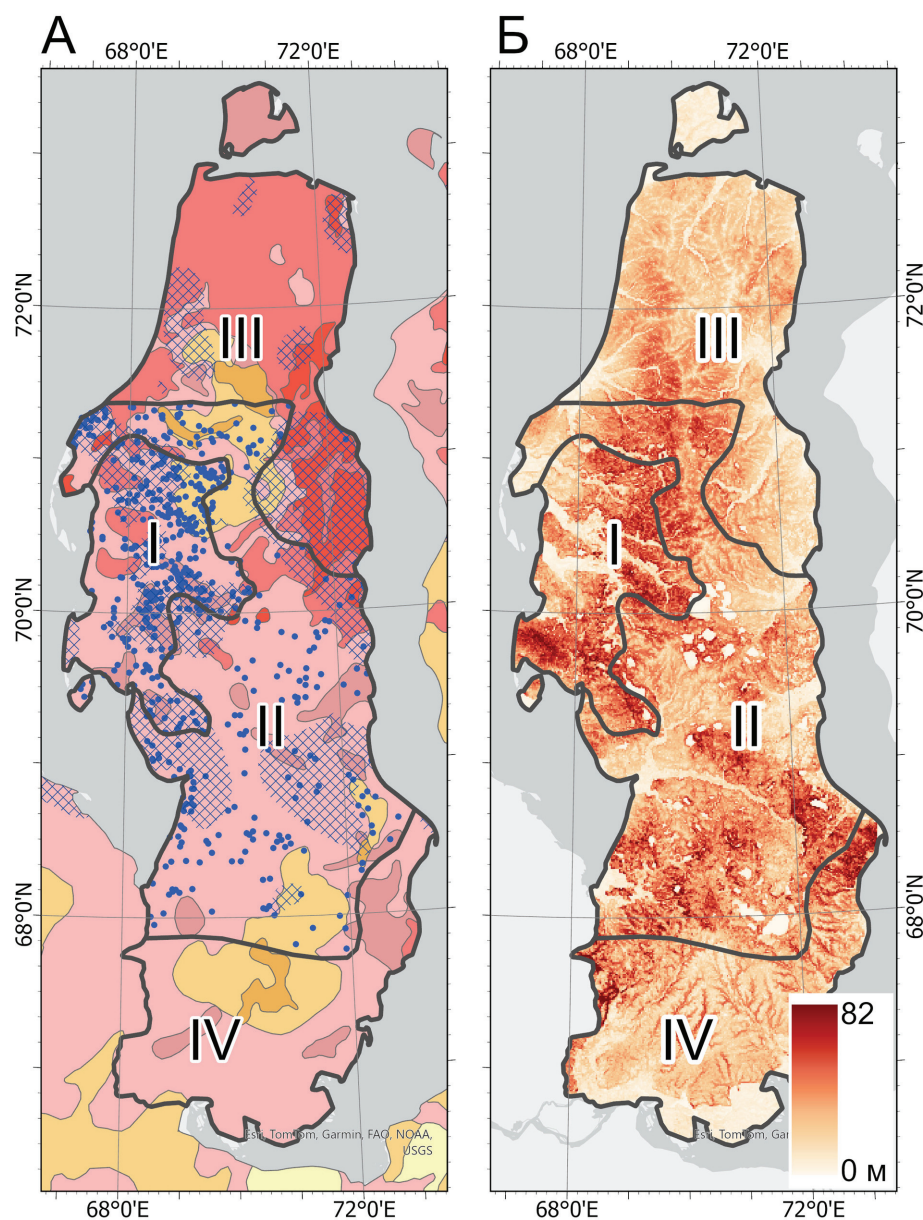 А
Б
68°0'E
72°0'E
68°0'E
72°0'E
72°0'N
72°0'N
III
III
I
I
70°0'N
70°0'N
II
II
68°0'N
68°0'N
IV
IV
82
0 м
Esri, TomTom, Garmin, FAO, NOAA,
USGS
Esri, TomTom, Gar
68°0'E
72°0'E
68°0'E
72°0'E